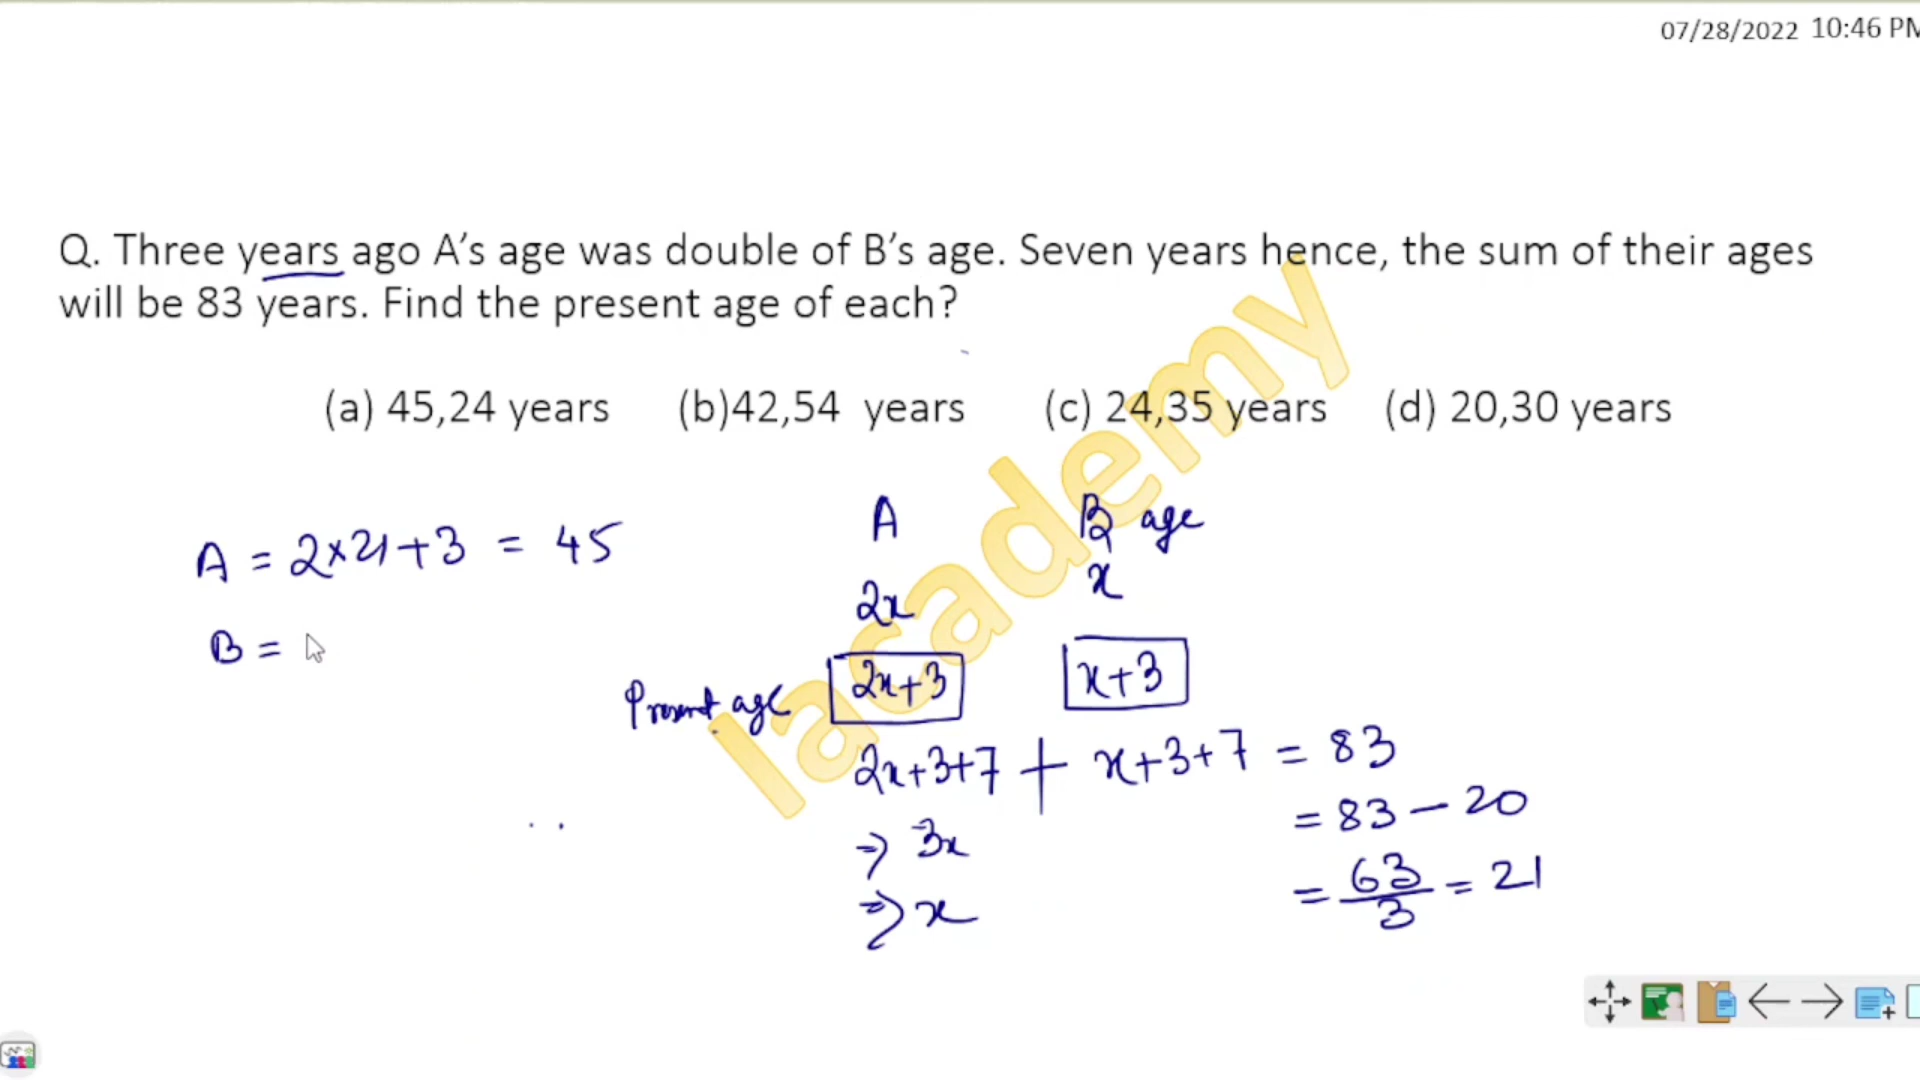 07/28/2022 10:46 PM
Q. Three years ago A’s age was double of B’s age. Seven years hence, the sum of their ages
will be 83 years. Find the present age of each?
(a) 45,24 years (b)42,54 years (c) 24,35 years (d) 20,30 years
A = 2×21+3 = 45
B =
A B age
2x x
Present age 2x+3 x+3
2x+3+7 + x+3+7 = 83
⇒ 3x = 83 - 20
⇒ x = 63/3 = 21
lacademy